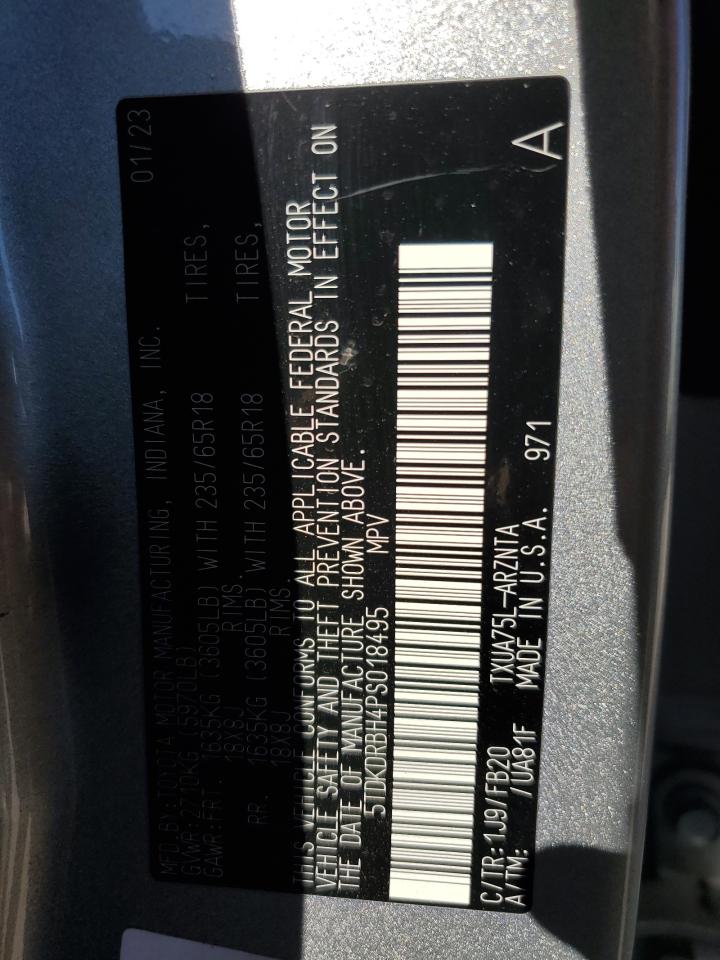 MFD.BY:TOYOTA MOTOR MANUFACTURING, INDIANA, INC. 01/23
GVWR:2710KG (5970LB)
GAWR:FRT. 1635KG (3605LB) WITH 235/65R18 TIRES,
18X8J RIMS.
RR. 1635KG (3605LB) WITH 235/65R18 TIRES,
18X8J RIMS.
THIS VEHICLE CONFORMS TO ALL APPLICABLE FEDERAL MOTOR
VEHICLE SAFETY AND THEFT PREVENTION STANDARDS IN EFFECT ON
THE DATE OF MANUFACTURE SHOWN ABOVE.
5TDKDRBH4PS018495 MPV
C/TR:1J9/FB20 TXUA75L-ARZNTA A
A/TM: /UA81F MADE IN U.S.A. 971